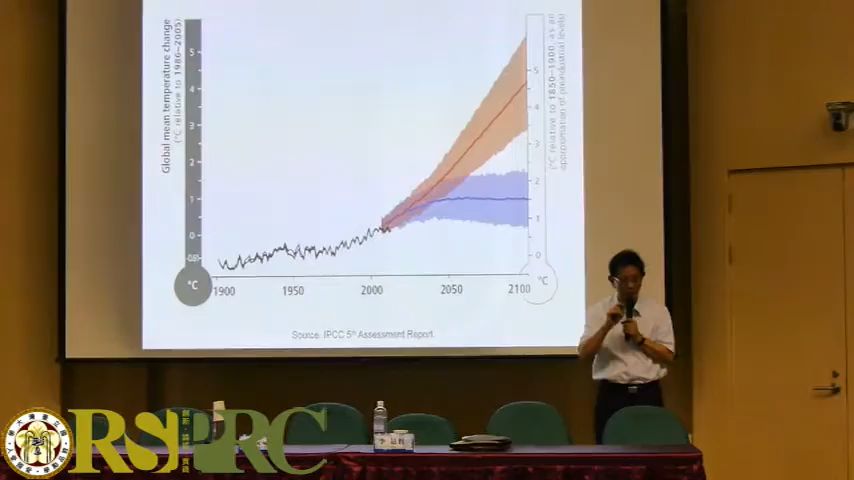 Global mean temperature change
(°C relative to 1986–2005)
5
4
3
2
1
0
-0.61
°C
1900
1950
2000
2050
2100
(°C relative to 1850–1900, as an
approximation of preindustrial levels)
5
4
3
2
1
0
°C
Source: IPCC 5th Assessment Report
RSPRC